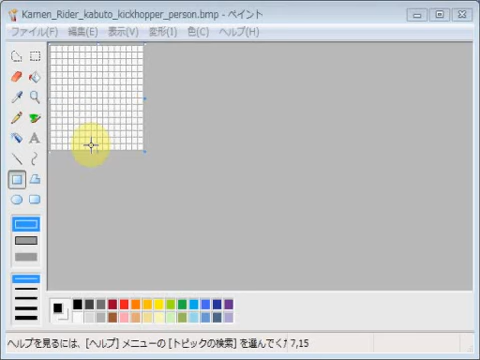 Kamen_Rider_kabuto_kickhopper_person.bmp - ペイント
ファイル(F) 編集(E) 表示(V) 変形(I) 色(C) ヘルプ(H)
A
ヘルプを見るには、[ヘルプ] メニューの [トピックの検索] を選んでく 7,15